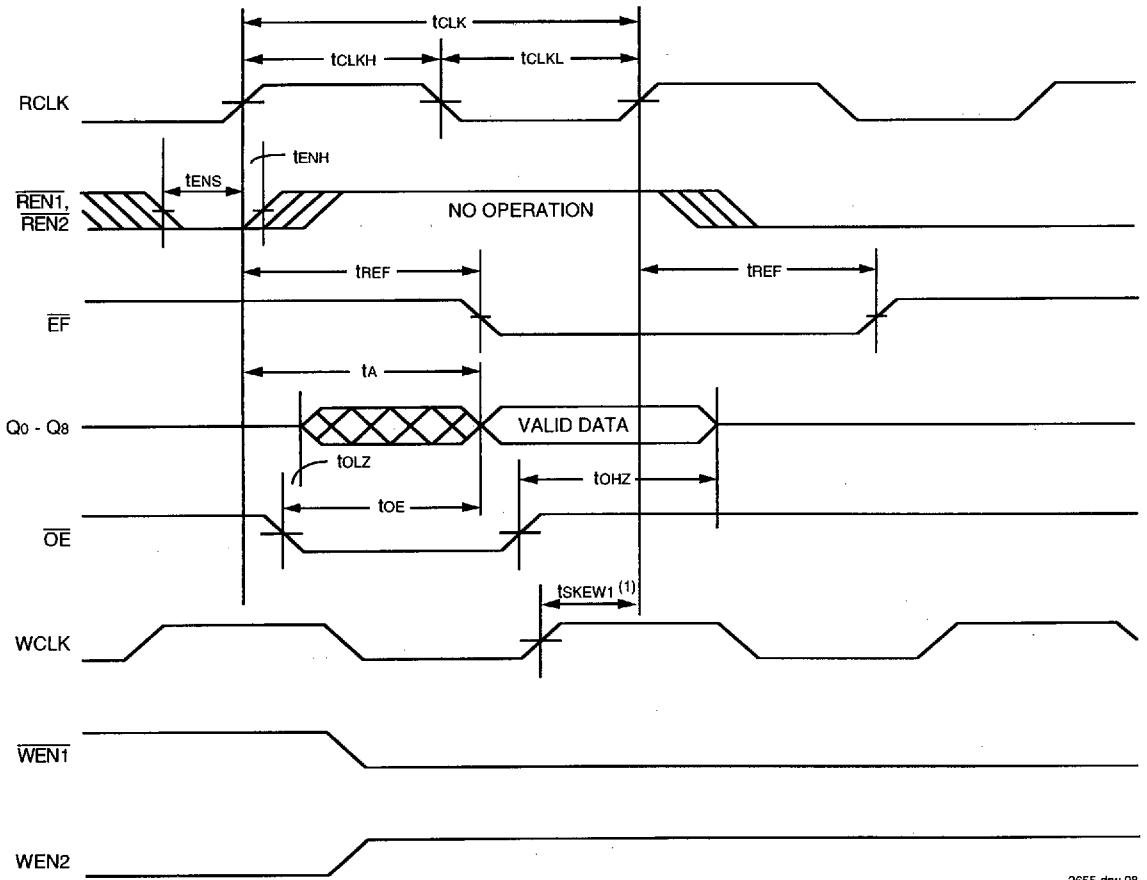 tCLK
tCLKH
tCLKL
RCLK
tENS
tENH
REN1,
REN2
NO OPERATION
tREF
tREF
EF
tA
Q0 - Q8
VALID DATA
tOLZ
tOHZ
tOE
OE
tSKEW1 (1)
WCLK
WEN1
WEN2